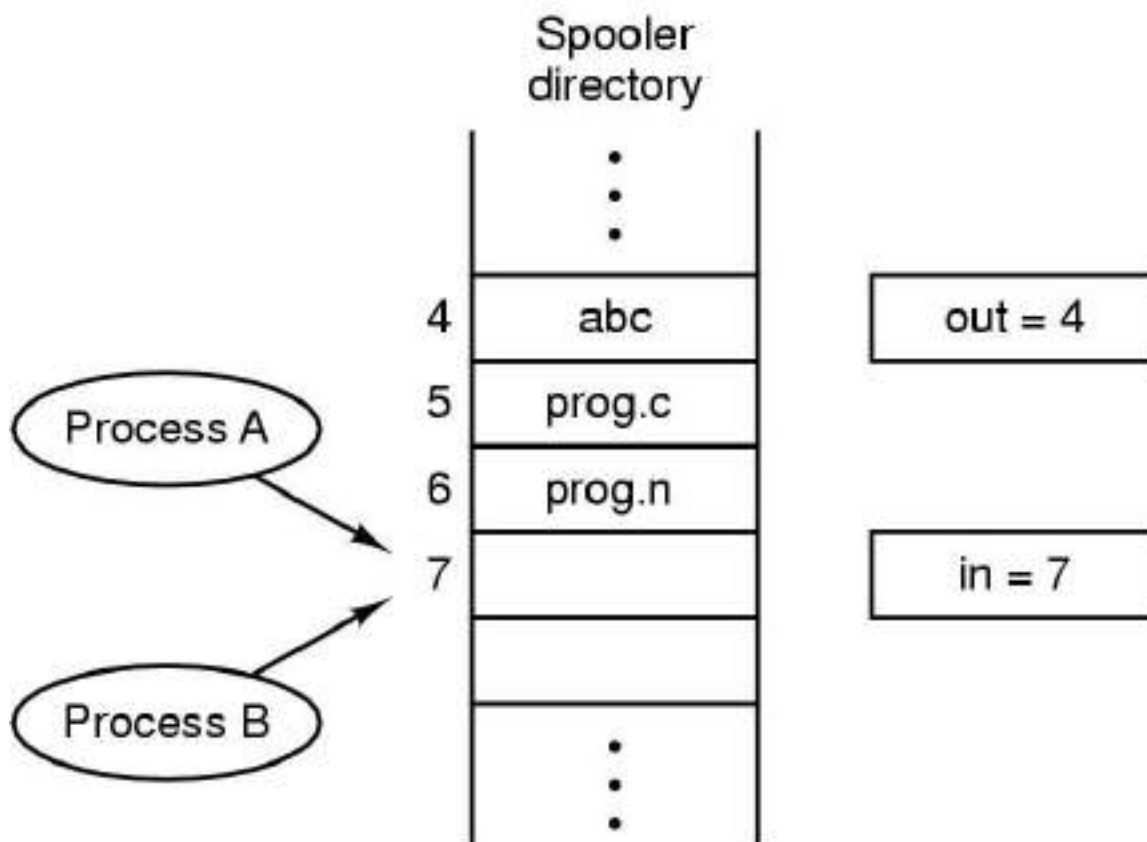 Spooler
directory
4
abc
out = 4
5
prog.c
Process A
6
prog.n
7
in = 7
Process B